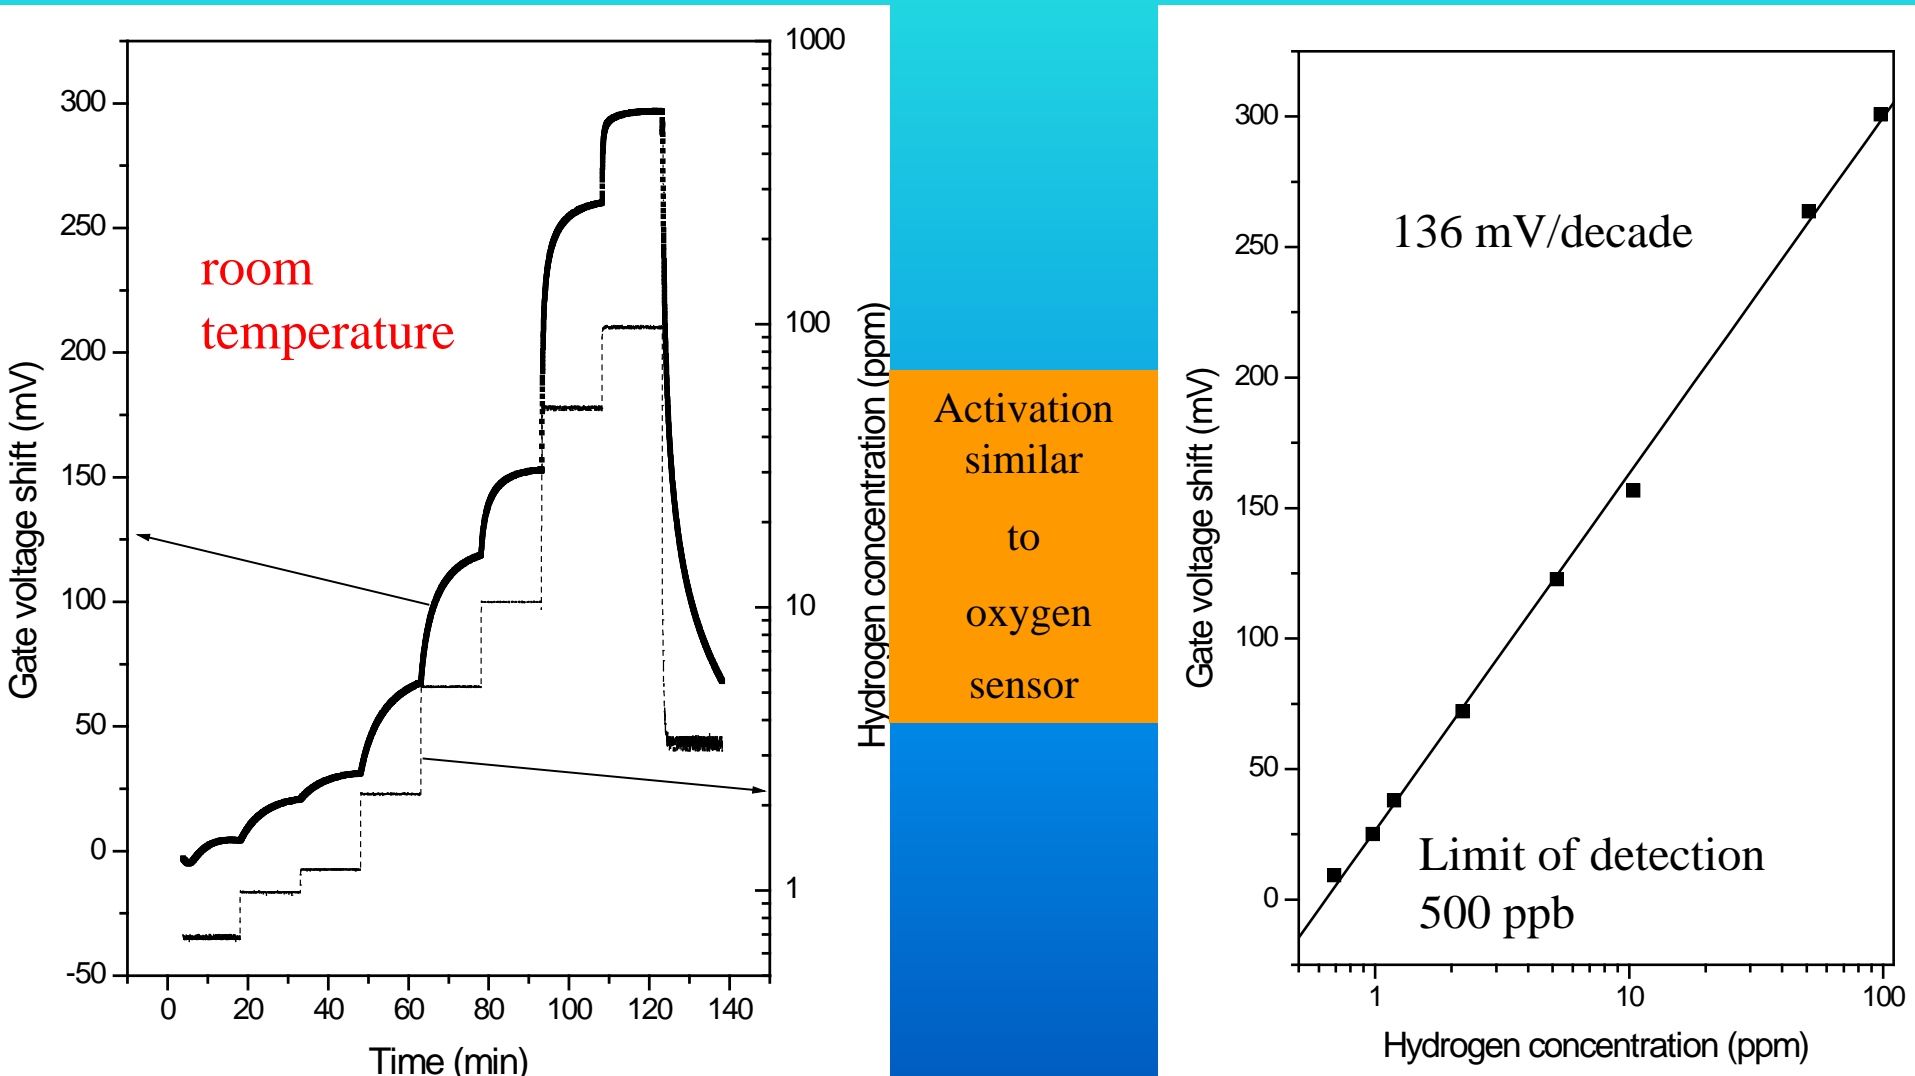 1000
300
250
200
150
100
50
0
-50
room
temperature
100
10
1
Gate voltage shift (mV)
Hydrogen concentration (ppm)
0 20 40 60 80 100 120 140
Time (min)
Activation
similar
to
oxygen
sensor
300
250
200
150
100
50
0
136 mV/decade
Limit of detection
500 ppb
Gate voltage shift (mV)
1 10 100
Hydrogen concentration (ppm)